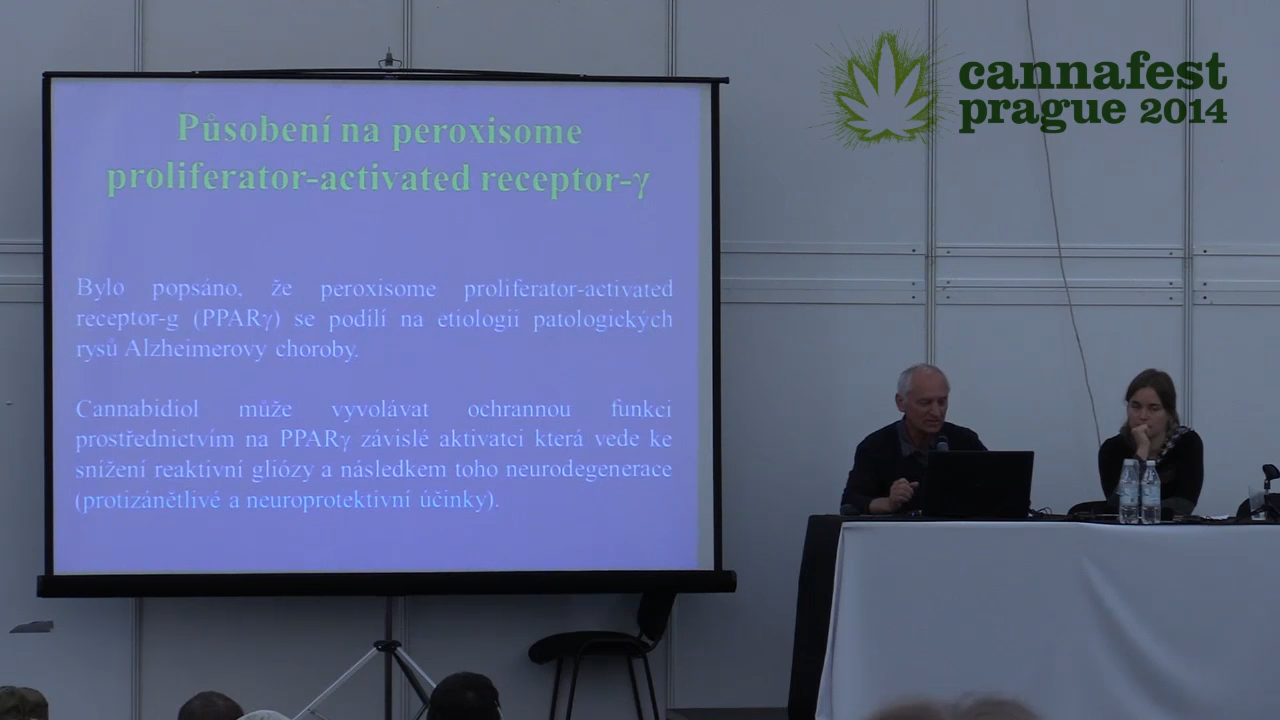 cannafest
prague 2014
Působení na peroxisome
proliferator-activated receptor-γ
Bylo popsáno, že peroxisome proliferator-activated
receptor-g (PPARγ) se podílí na etiologii patologických
rysů Alzheimerovy choroby.
Cannabidiol může vyvolávat ochrannou funkci
prostřednictvím na PPARγ závislé aktivatci která vede ke
snížení reaktivní gliózy a následkem toho neurodegenerace
(protizánětlivé a neuroprotektivní účinky).